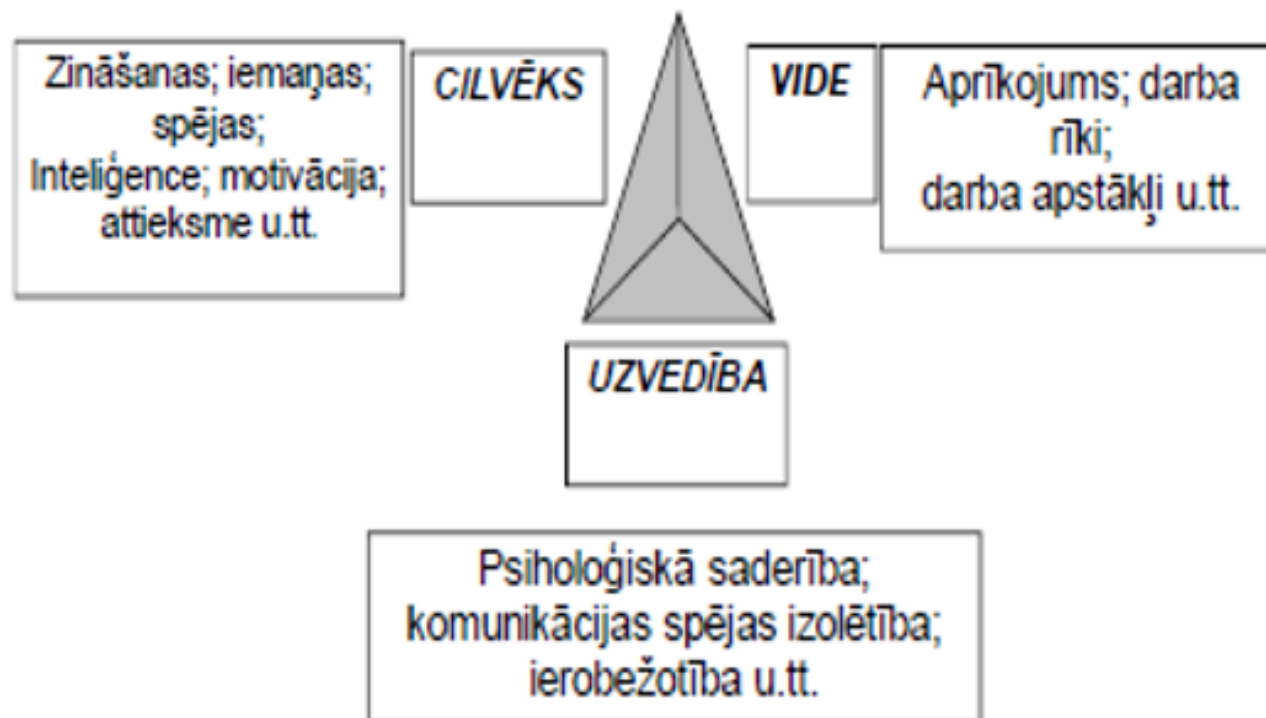 Zināšanas; iemaņas;
spējas;
Inteliģence; motivācija;
attieksme u.tt.
CILVĒKS
VIDE
Aprīkojums; darba
rīki;
darba apstākļi u.tt.
UZVEDĪBA
Psiholoģiskā saderība;
komunikācijas spējas izolētība;
ierobežotība u.tt.